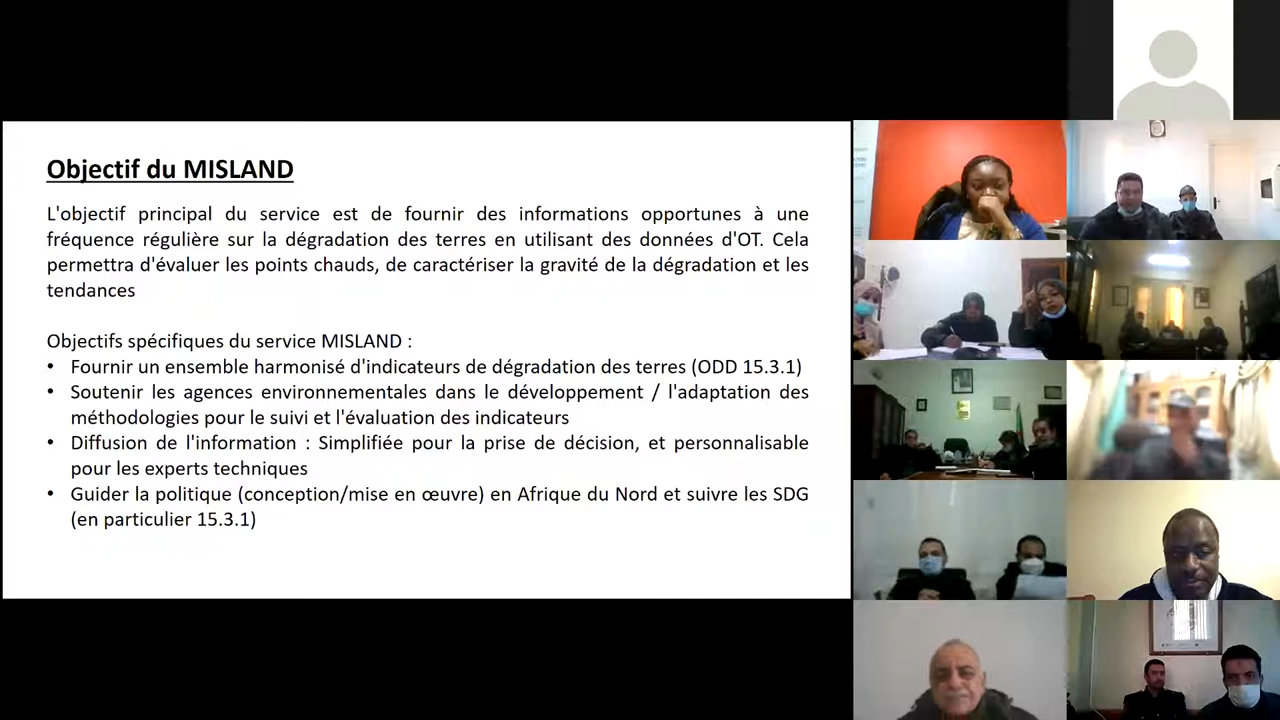 Objectif du MISLAND
L'objectif principal du service est de fournir des informations opportunes à une
fréquence régulière sur la dégradation des terres en utilisant des données d'OT. Cela
permettra d'évaluer les points chauds, de caractériser la gravité de la dégradation et les
tendances
Objectifs spécifiques du service MISLAND :
• Fournir un ensemble harmonisé d'indicateurs de dégradation des terres (ODD 15.3.1)
• Soutenir les agences environnementales dans le développement / l'adaptation des
méthodologies pour le suivi et l'évaluation des indicateurs
• Diffusion de l'information : Simplifiée pour la prise de décision, et personnalisable
pour les experts techniques
• Guider la politique (conception/mise en œuvre) en Afrique du Nord et suivre les SDG
(en particulier 15.3.1)